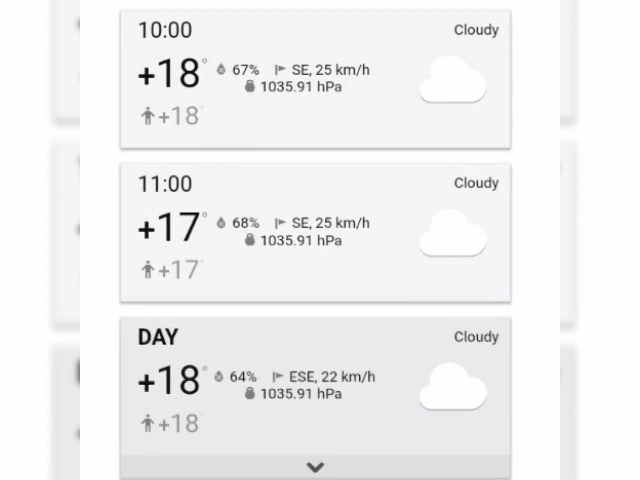 10:00 Cloudy
+18° 67% SE, 25 km/h
1035.91 hPa
+18°
11:00 Cloudy
+17° 68% SE, 25 km/h
1035.91 hPa
+17°
DAY Cloudy
+18° 64% ESE, 22 km/h
1035.91 hPa
+18°